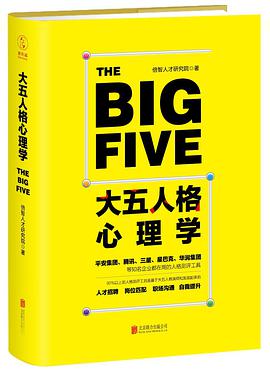 大五人格心理学
THE
BIG
FIVE
倍智人才研究院◎著
THE
BIG
FIVE
倍智人才研究院◎著
大五人格
心理学
平安集团、腾讯、三星、星巴克、华润集团
等知名企业都在用的人格测评工具
人才招聘 岗位匹配 职场沟通 自我提升
北京联合出版公司